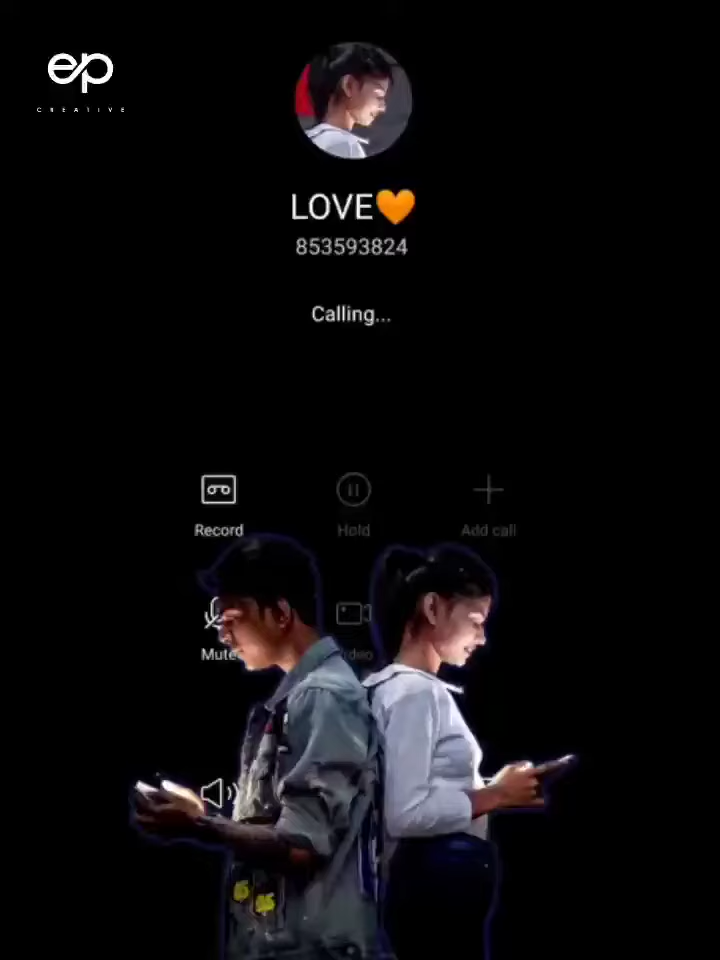 ep
CREATIVE
LOVE🧡
853593824
Calling...
Record
Hold
Add call
Mute